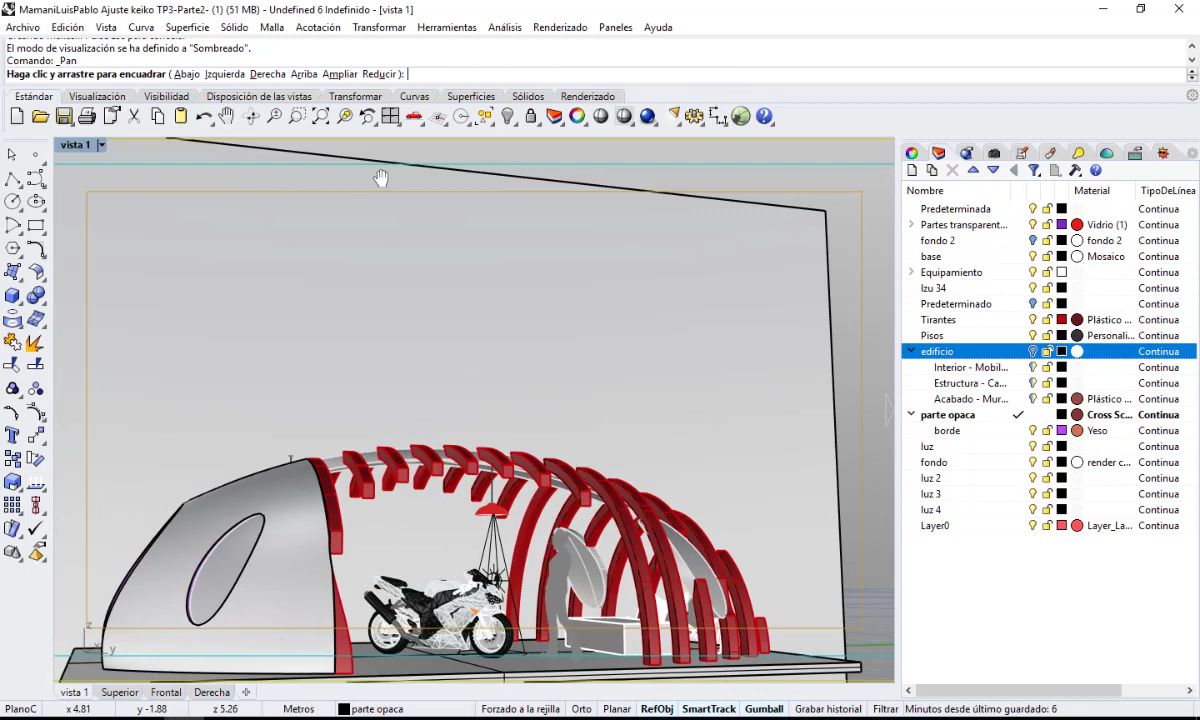 MamaniLuisPablo Ajuste keiko TP3-Parte2- (1) (51 MB) - Undefined 6 Indefinido - [vista 1]
Archivo Edición Vista Curva Superficie Sólido Malla Acotación Transformar Herramientas Análisis Renderizado Paneles Ayuda
El modo de visualización se ha definido a "Sombreado".
Comando: _Pan
Haga clic y arrastre para encuadrar ( Abajo Izquierda Derecha Arriba Ampliar Reducir ):
Estándar Visualización Visibilidad Disposición de las vistas Transformar Curvas Superficies Sólidos Renderizado
vista 1
Nombre Material TipoDeLínea
Predeterminada Continua
Partes transparent... Vidrio (1) Continua
fondo 2 fondo 2 Continua
base Mosaico Continua
Equipamiento Continua
Izu 34 Continua
Predeterminado Continua
Tirantes Plástico ... Continua
Pisos Personali... Continua
edificio Continua
Interior - Mobil... Continua
Estructura - Ca... Continua
Acabado - Mur... Plástico ... Continua
parte opaca Cross Sc... Continua
borde Yeso Continua
luz Continua
fondo render c... Continua
luz 2 Continua
luz 3 Continua
luz 4 Continua
Layer0 Layer_La... Continua
z
x y
vista 1 Superior Frontal Derecha
PlanoC x 4.81 y -1.88 z 5.26 Metros parte opaca Forzado a la rejilla Orto Planar RefObj SmartTrack Gumball Grabar historial Filtrar Minutos desde último guardado: 6